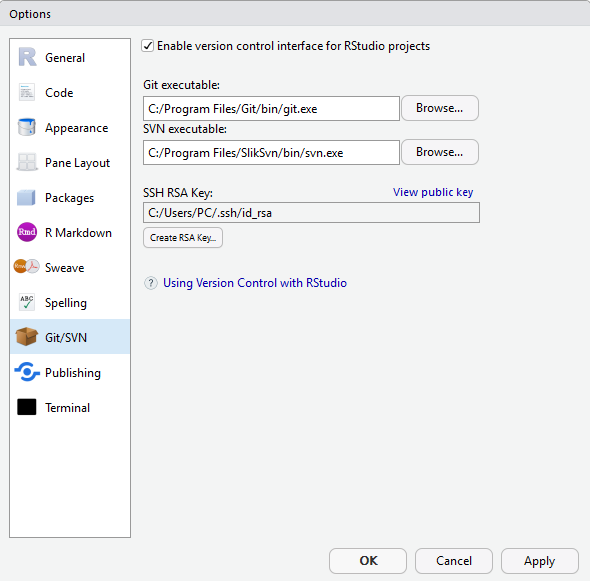 Options
R
General
Code
Appearance
Pane Layout
Packages
Rmd
R Markdown
Rnw
Sweave
ABC
Spelling
Git/SVN
Publishing
Terminal
Enable version control interface for RStudio projects
Git executable:
C:/Program Files/Git/bin/git.exe
Browse...
SVN executable:
C:/Program Files/SlikSvn/bin/svn.exe
Browse...
SSH RSA Key:
View public key
C:/Users/PC/.ssh/id_rsa
Create RSA Key...
? Using Version Control with RStudio
OK
Cancel
Apply